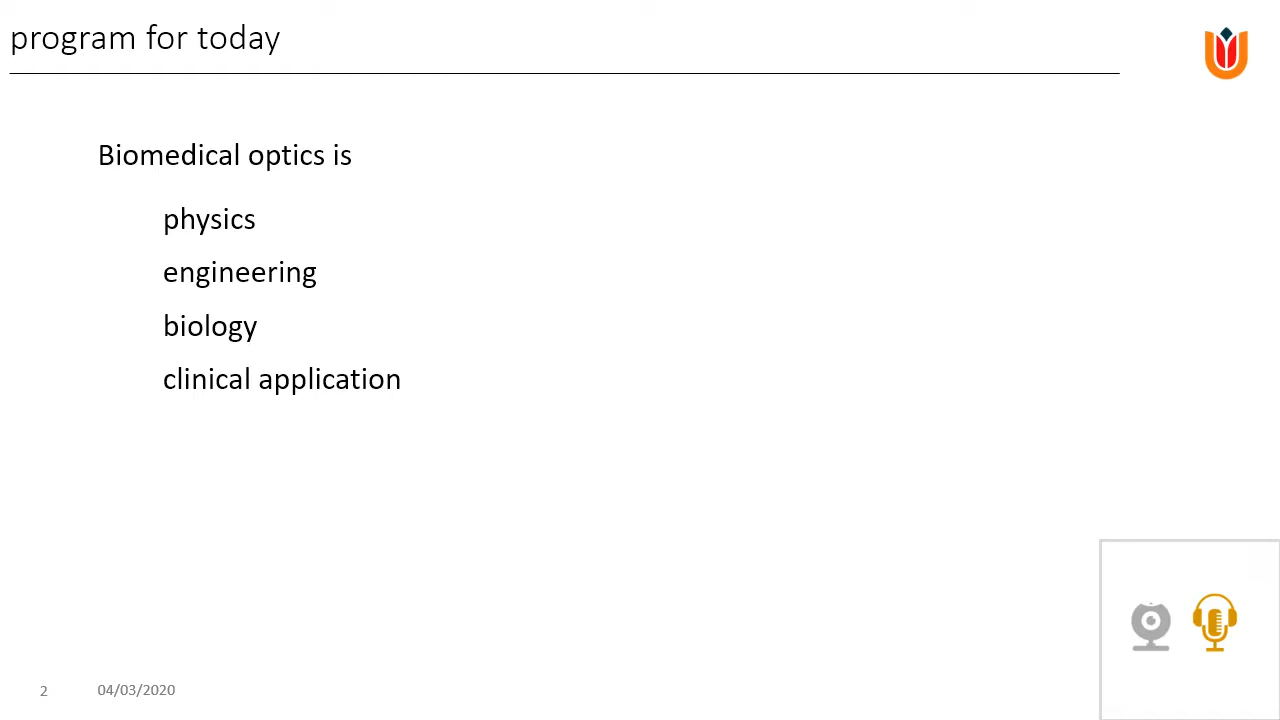 program for today
Biomedical optics is
physics
engineering
biology
clinical application
2
04/03/2020